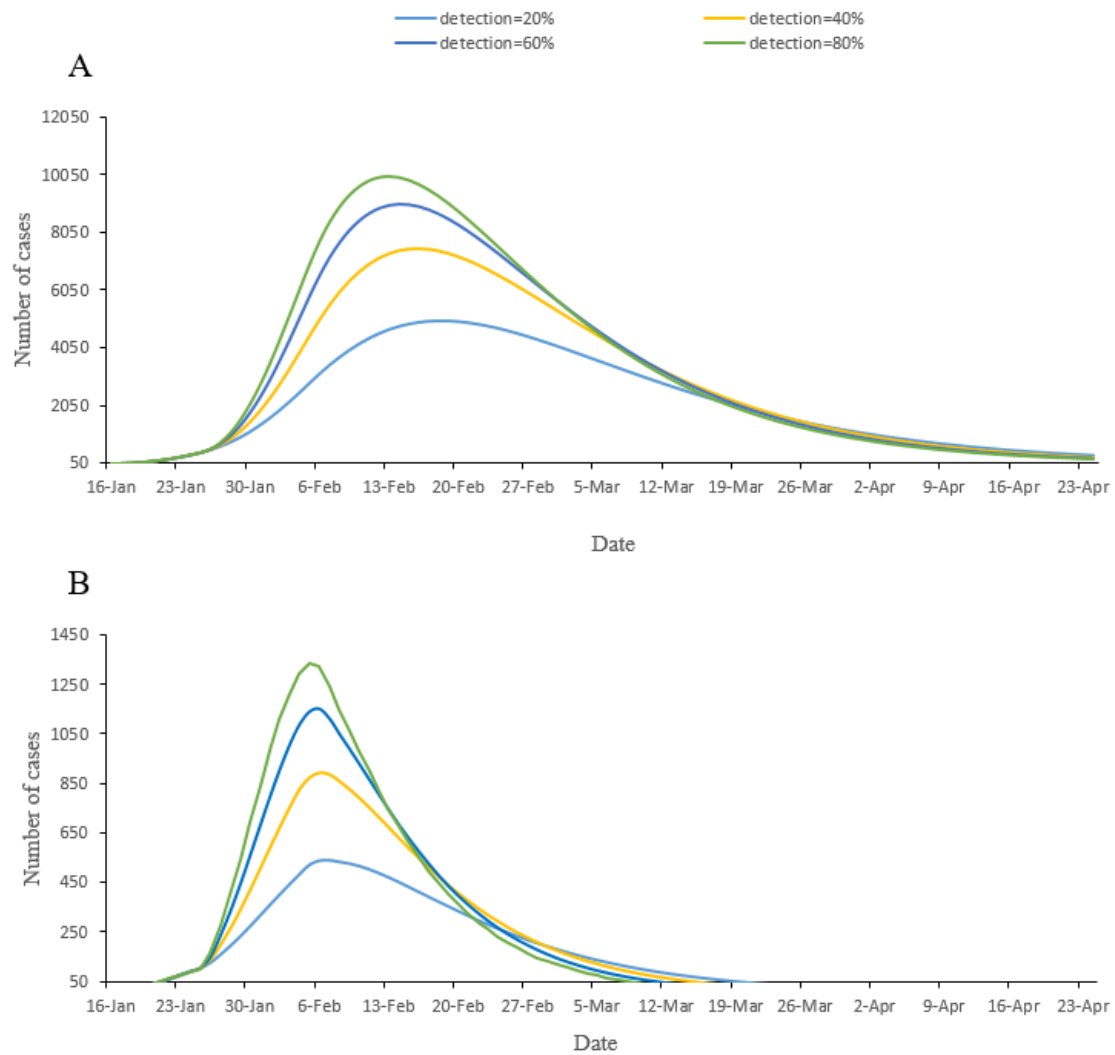 detection=20% detection=40%
detection=60% detection=80%
A
12050
10050
8050
6050
4050
2050
50
Number of cases
16-Jan 23-Jan 30-Jan 6-Feb 13-Feb 20-Feb 27-Feb 5-Mar 12-Mar 19-Mar 26-Mar 2-Apr 9-Apr 16-Apr 23-Apr
Date
B
1450
1250
1050
850
650
450
250
50
Number of cases
16-Jan 23-Jan 30-Jan 6-Feb 13-Feb 20-Feb 27-Feb 5-Mar 12-Mar 19-Mar 26-Mar 2-Apr 9-Apr 16-Apr 23-Apr
Date